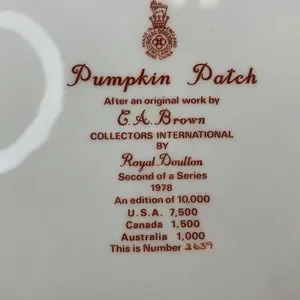 Pumpkin Patch
After an original work by
E.A. Brown
COLLECTORS INTERNATIONAL
BY
Royal Doulton
Second of a Series
1978
An edition of 10,000
U.S.A. 7,500
Canada 1,500
Australia 1,000
This is Number 2639